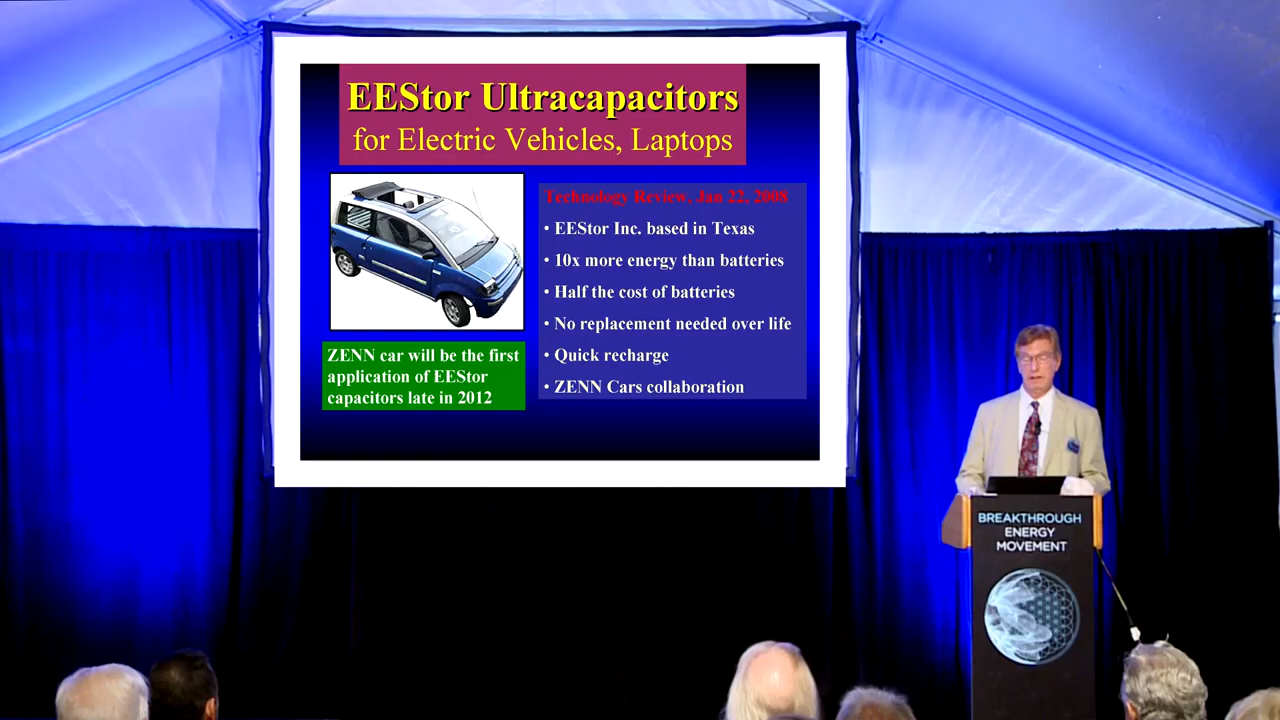 EEStor Ultracapacitors
for Electric Vehicles, Laptops
Technology Review, Jan 22, 2008
• EEStor Inc. based in Texas
• 10x more energy than batteries
• Half the cost of batteries
• No replacement needed over life
• Quick recharge
• ZENN Cars collaboration
ZENN car will be the first
application of EEStor
capacitors late in 2012
BREAKTHROUGH
ENERGY
MOVEMENT